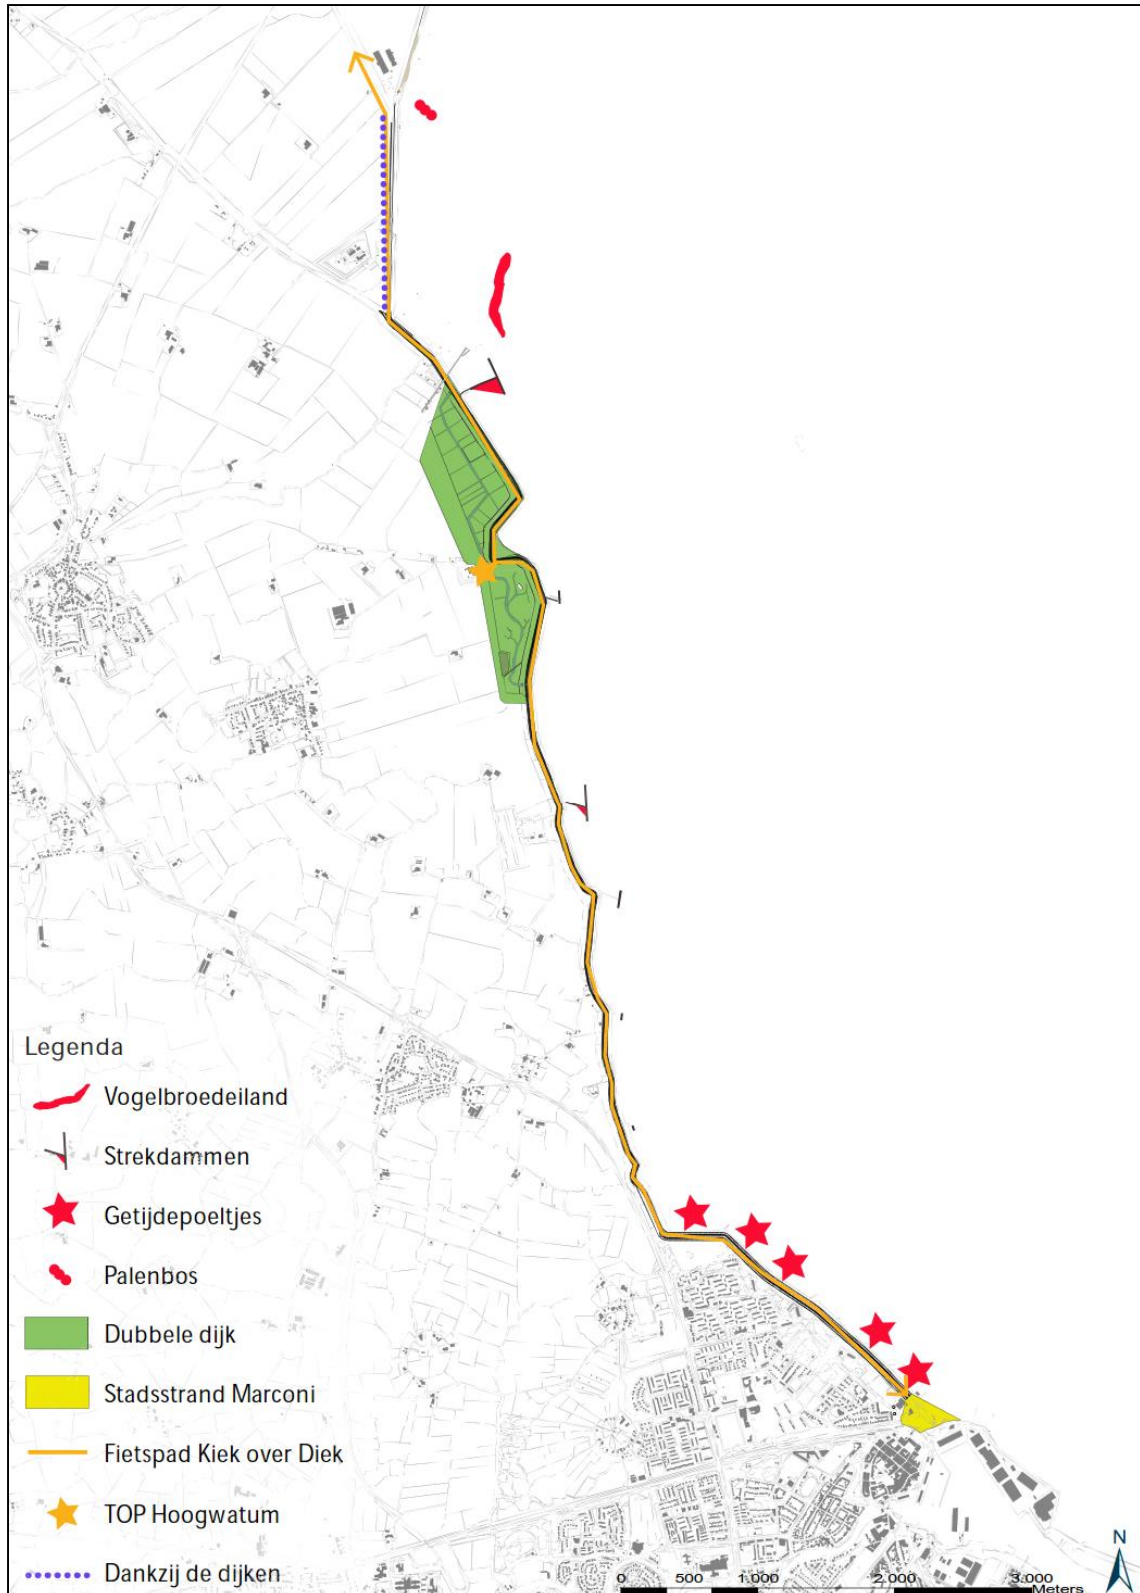 Legenda
Vogelbroedeiland
Strekdammen
Getijdepoeltjes
Palenbos
Dubbele dijk
Stadsstrand Marconi
Fietspad Kiek over Diek
TOP Hoogwatum
Dankzij de dijken
N
0 500 1.000 2.000 3.000
Meters